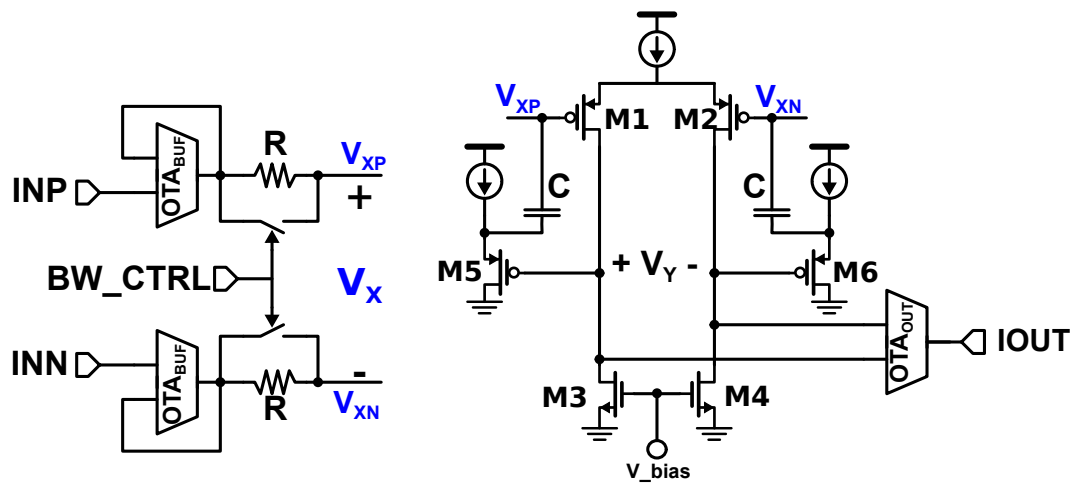 INP
OTA_BUF
R
V_XP
+
BW_CTRL
V_X
INN
OTA_BUF
R
-
V_XN
V_XP
M1
M2
V_XN
C
C
M5
+ V_Y -
M6
OTA_OUT
IOUT
M3
M4
V_bias